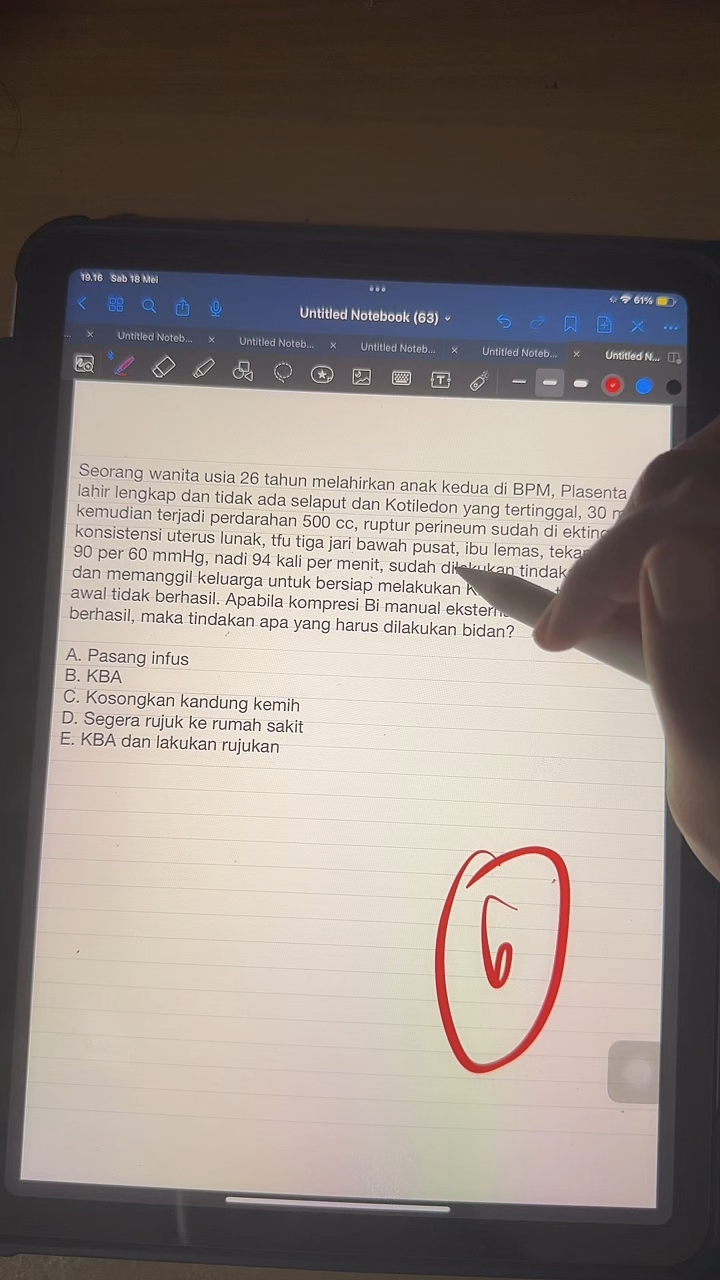 19.16 Sab 18 Mei
61%
Untitled Notebook (63)
Untitled Noteb...
Untitled Noteb...
Untitled Noteb...
Untitled Noteb...
Untitled N...
Seorang wanita usia 26 tahun melahirkan anak kedua di BPM, Plasenta
lahir lengkap dan tidak ada selaput dan Kotiledon yang tertinggal, 30
kemudian terjadi perdarahan 500 cc, ruptur perineum sudah di
konsistensi uterus lunak, tfu tiga jari bawah pusat, ibu lemas,
90 per 60 mmHg, nadi 94 kali per menit, sudah
dan memanggil keluarga untuk bersiap melakukan
awal tidak berhasil. Apabila kompresi Bi manual
berhasil, maka tindakan apa yang harus dilakukan bidan?
A. Pasang infus
B. KBA
C. Kosongkan kandung kemih
D. Segera rujuk ke rumah sakit
E. KBA dan lakukan rujukan
6